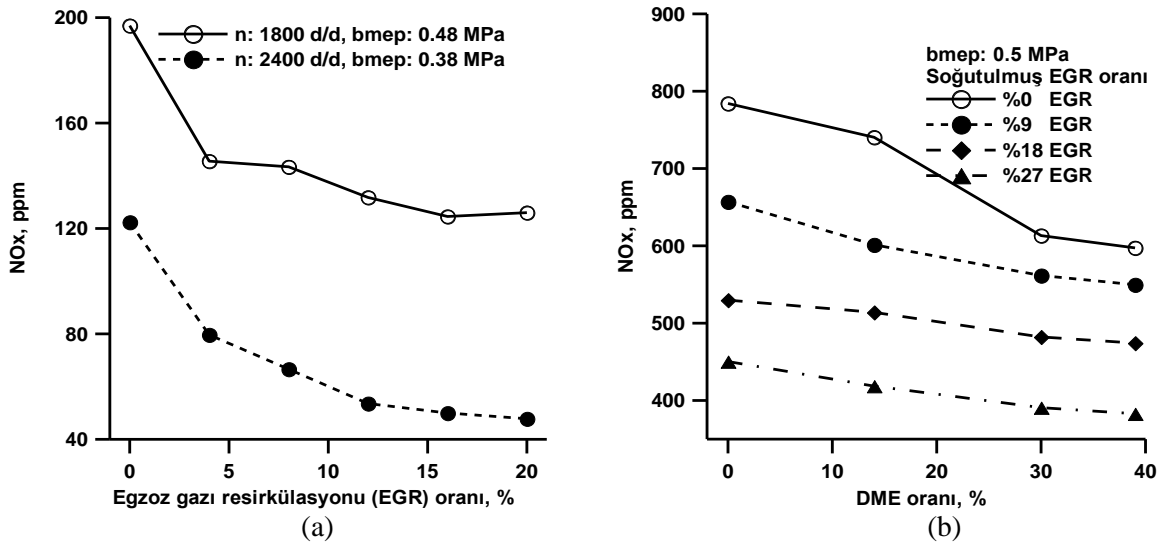 200
160
120
80
40
NOx, ppm
n: 1800 d/d, bmep: 0.48 MPa
n: 2400 d/d, bmep: 0.38 MPa
0 5 10 15 20
Egzoz gazı resirkülasyonu (EGR) oranı, %
(a)
900
800
700
600
500
400
NOx, ppm
bmep: 0.5 MPa
Soğutulmuş EGR oranı
%0 EGR
%9 EGR
%18 EGR
%27 EGR
0 10 20 30 40
DME oranı, %
(b)